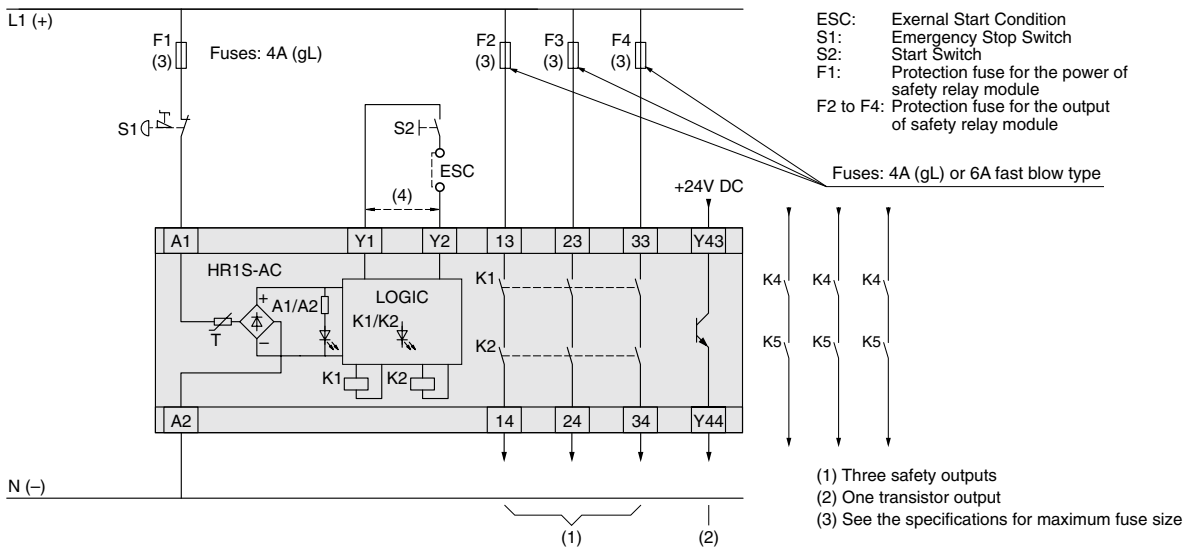 L1 (+)
F1
(3)
Fuses: 4A (gL)
F2
(3)
F3
(3)
F4
(3)
ESC: Exernal Start Condition
S1: Emergency Stop Switch
S2: Start Switch
F1: Protection fuse for the power of
safety relay module
F2 to F4: Protection fuse for the output
of safety relay module
S1
S2
ESC
(4)
Fuses: 4A (gL) or 6A fast blow type
+24V DC
A1
Y1
Y2
13
23
33
Y43
HR1S-AC
+
−
T
A1/A2
LOGIC
K1/K2
K1
K2
K1
K2
K4
K4
K4
K5
K5
K5
A2
14
24
34
Y44
N (–)
(1)
(2)
(1) Three safety outputs
(2) One transistor output
(3) See the specifications for maximum fuse size